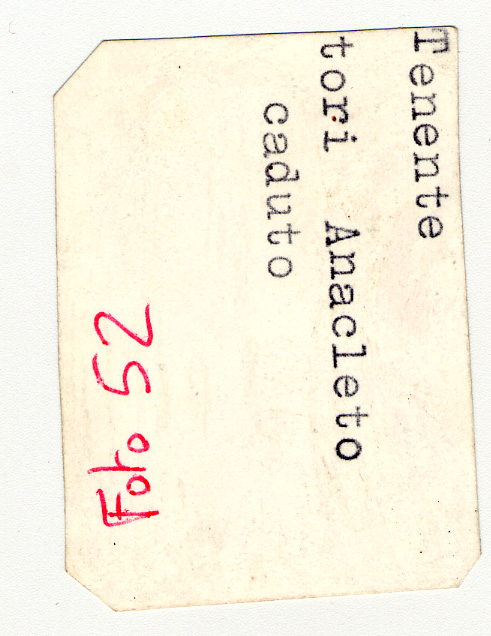 Tenente
tori Anacleto
caduto
Foto 52